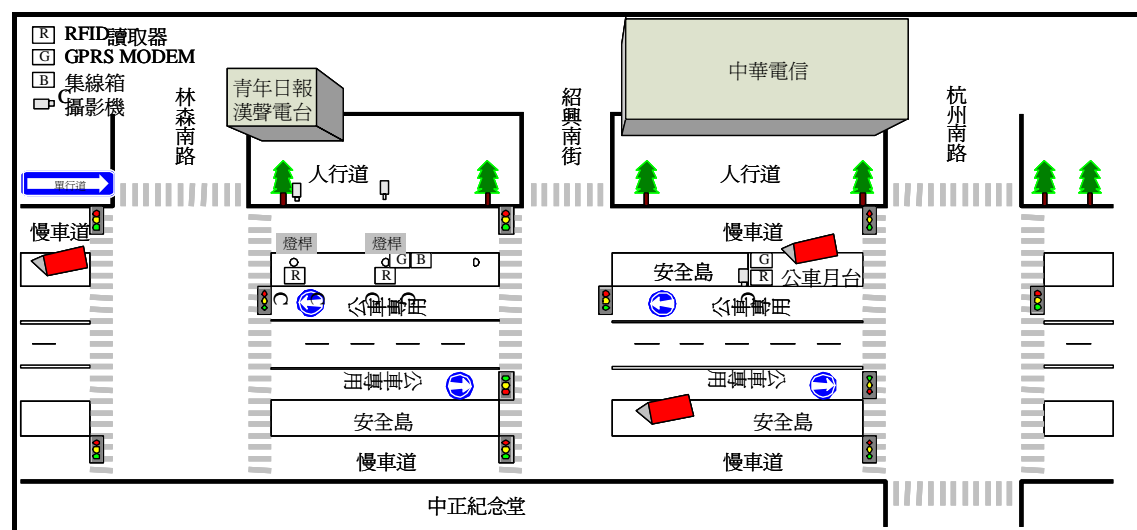 R RFID讀取器
G GPRS MODEM
B 集線箱
C 攝影機
林森南路
青年日報
漢聲電台
紹興南街
中華電信
杭州南路
單行道
人行道
人行道
慢車道
慢車道
燈桿
燈桿
G B
R
R
安全島
G
R
公車月台
C
C
C
C
C
公車專用
公車專用
公車專用
公車專用
安全島
安全島
慢車道
慢車道
中正紀念堂